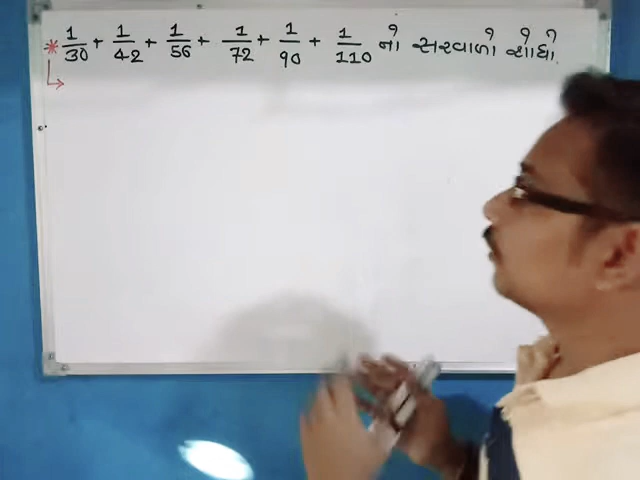 * 1/30 + 1/42 + 1/56 + 1/72 + 1/90 + 1/110 નો સરવાળો શોધો.